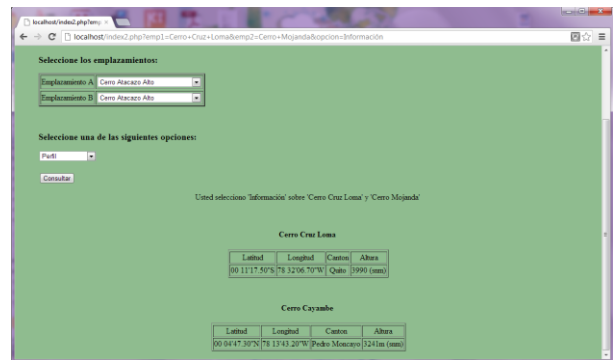 localhost/index2.php?emp
localhost/index2.php?emp1=Cerro+Cruz+Loma&emp2=Cerro+Mojanda&opcion=Información
Seleccione los emplazamientos:
Emplazamiento A Cerro Atacazo Alto
Emplazamiento B Cerro Atacazo Alto
Seleccione una de las siguientes opciones:
Perfil
Consultar
Usted selecciono 'Información' sobre 'Cerro Cruz Loma' y 'Cerro Mojanda'
Cerro Cruz Loma
Latitud Longitud Canton Altura
00 11'17.50"S 78 32'06.70"W Quito 3990 (snm)
Cerro Cayambe
Latitud Longitud Canton Altura
00 04'47.30"N 78 13'43.20"W Pedro Moncayo 3241m (snm)